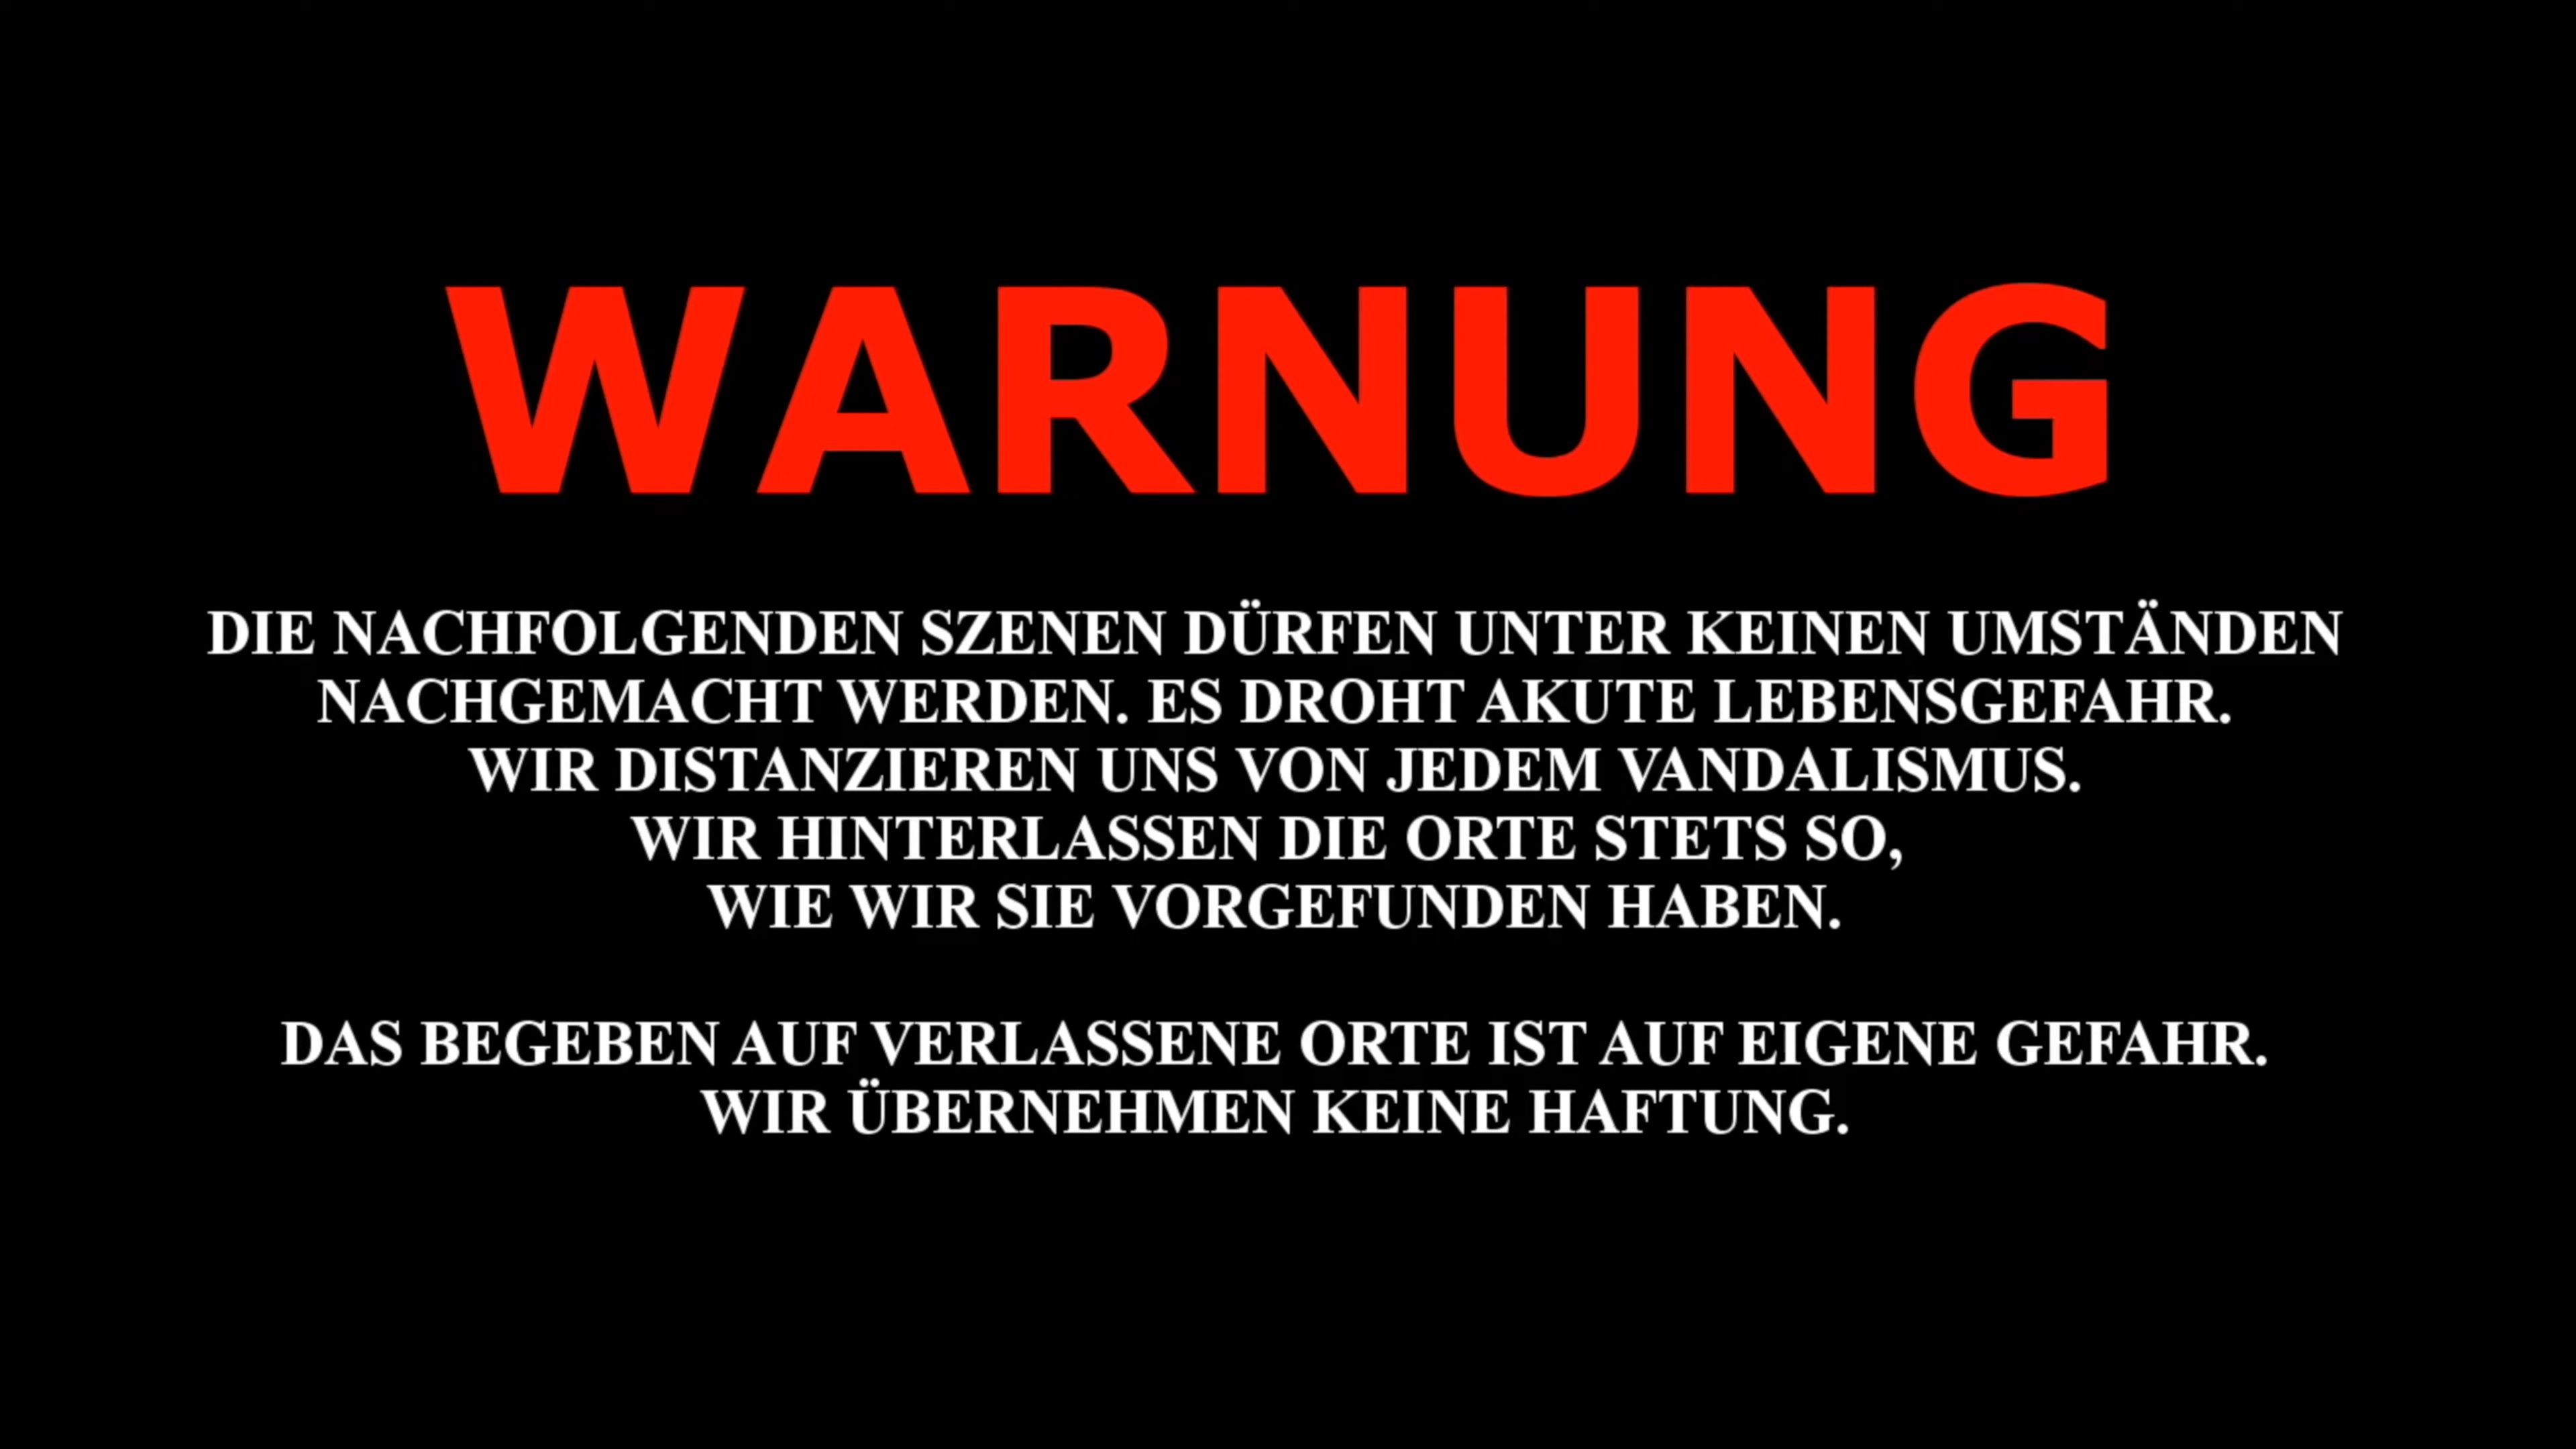 WARNUNG
DIE NACHFOLGENDEN SZENEN DÜRFEN UNTER KEINEN UMSTÄNDEN
NACHGEMACHT WERDEN. ES DROHT AKUTE LEBENSGEFAHR.
WIR DISTANZIEREN UNS VON JEDEM VANDALISMUS.
WIR HINTERLASSEN DIE ORTE STETS SO,
WIE WIR SIE VORGEFUNDEN HABEN.
DAS BEGEBEN AUF VERLASSENE ORTE IST AUF EIGENE GEFAHR.
WIR ÜBERNEHMEN KEINE HAFTUNG.